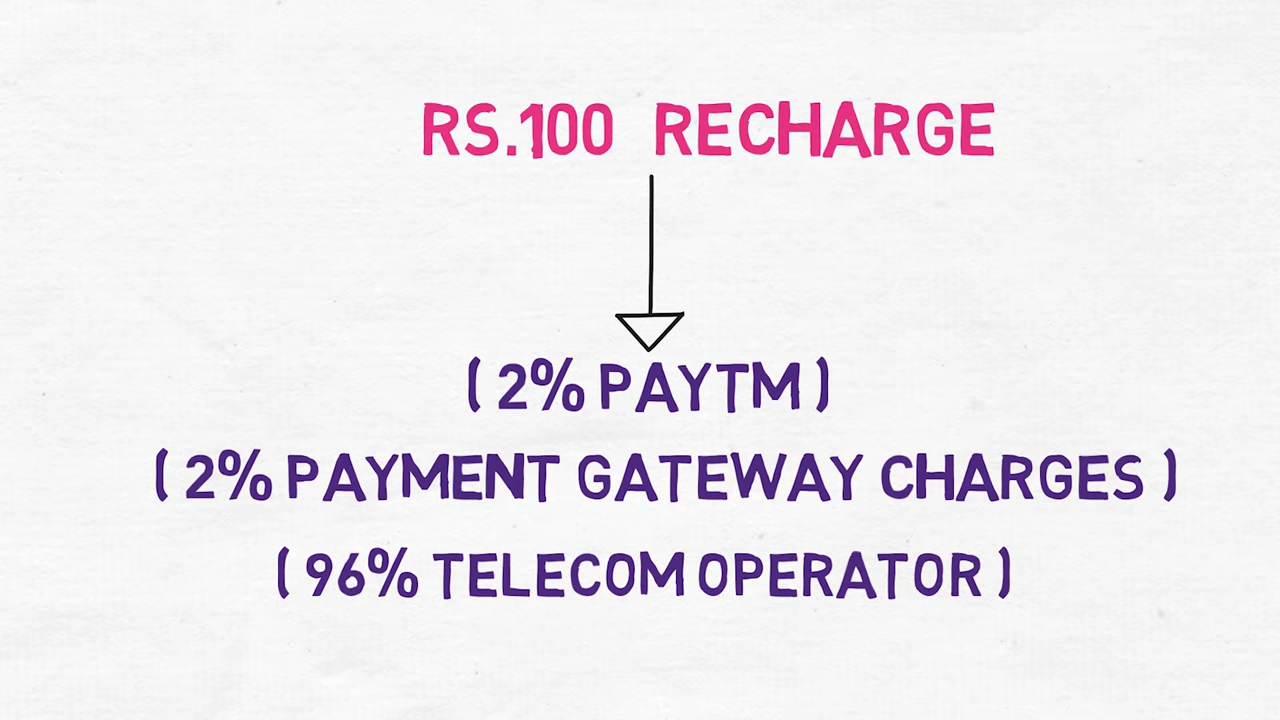 RS.100 RECHARGE
( 2% PAYTM )
( 2% PAYMENT GATEWAY CHARGES )
( 96% TELECOM OPERATOR )